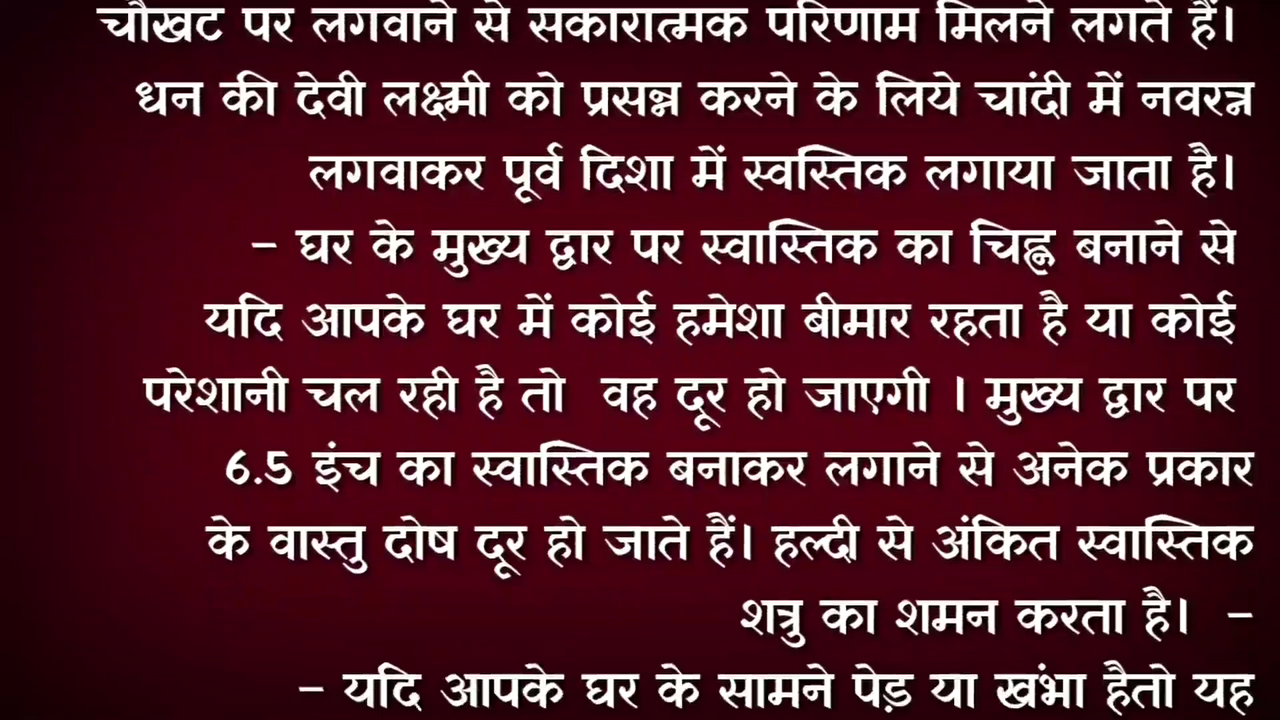 चौखट पर लगवाने से सकारात्मक परिणाम मिलने लगते हैं।
धन की देवी लक्ष्मी को प्रसन्न करने के लिये चांदी में नवरत्न
लगवाकर पूर्व दिशा में स्वस्तिक लगाया जाता है।
- घर के मुख्य द्वार पर स्वास्तिक का चिह्न बनाने से
यदि आपके घर में कोई हमेशा बीमार रहता है या कोई
परेशानी चल रही है तो वह दूर हो जाएगी । मुख्य द्वार पर
6.5 इंच का स्वास्तिक बनाकर लगाने से अनेक प्रकार
के वास्तु दोष दूर हो जाते हैं। हल्दी से अंकित स्वास्तिक
शत्रु का शमन करता है। -
- यदि आपके घर के सामने पेड़ या खंभा हैतो यह